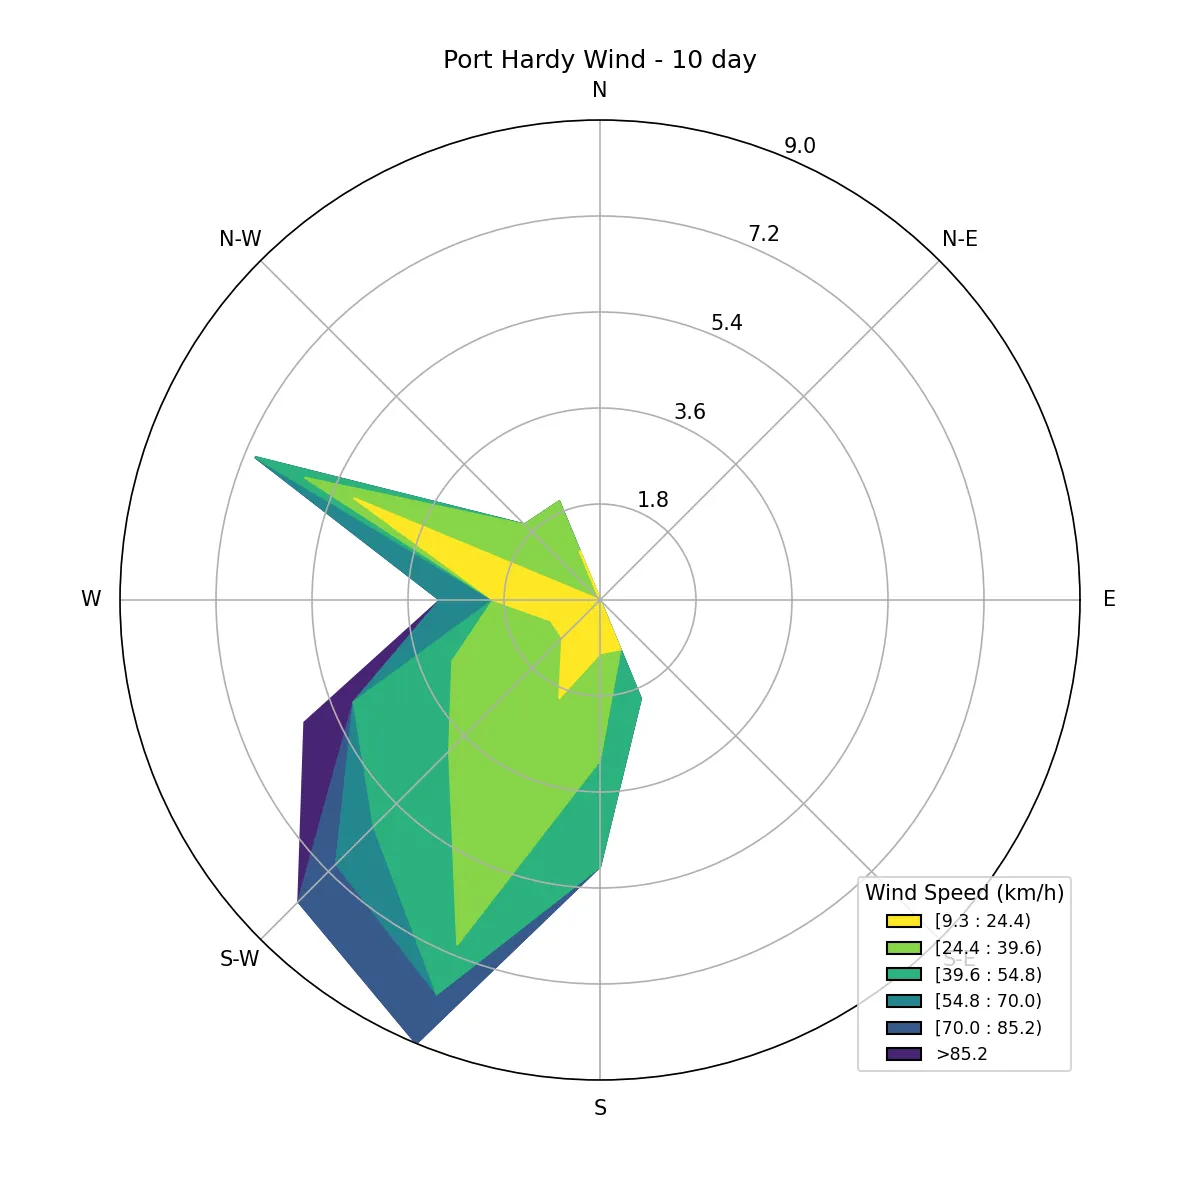 Port Hardy Wind - 10 day
N
9.0
N-W
N-E
7.2
5.4
3.6
1.8
W
E
Wind Speed (km/h)
[9.3 : 24.4)
[24.4 : 39.6)
S-W
S-E
[39.6 : 54.8)
[54.8 : 70.0)
[70.0 : 85.2)
>85.2
S